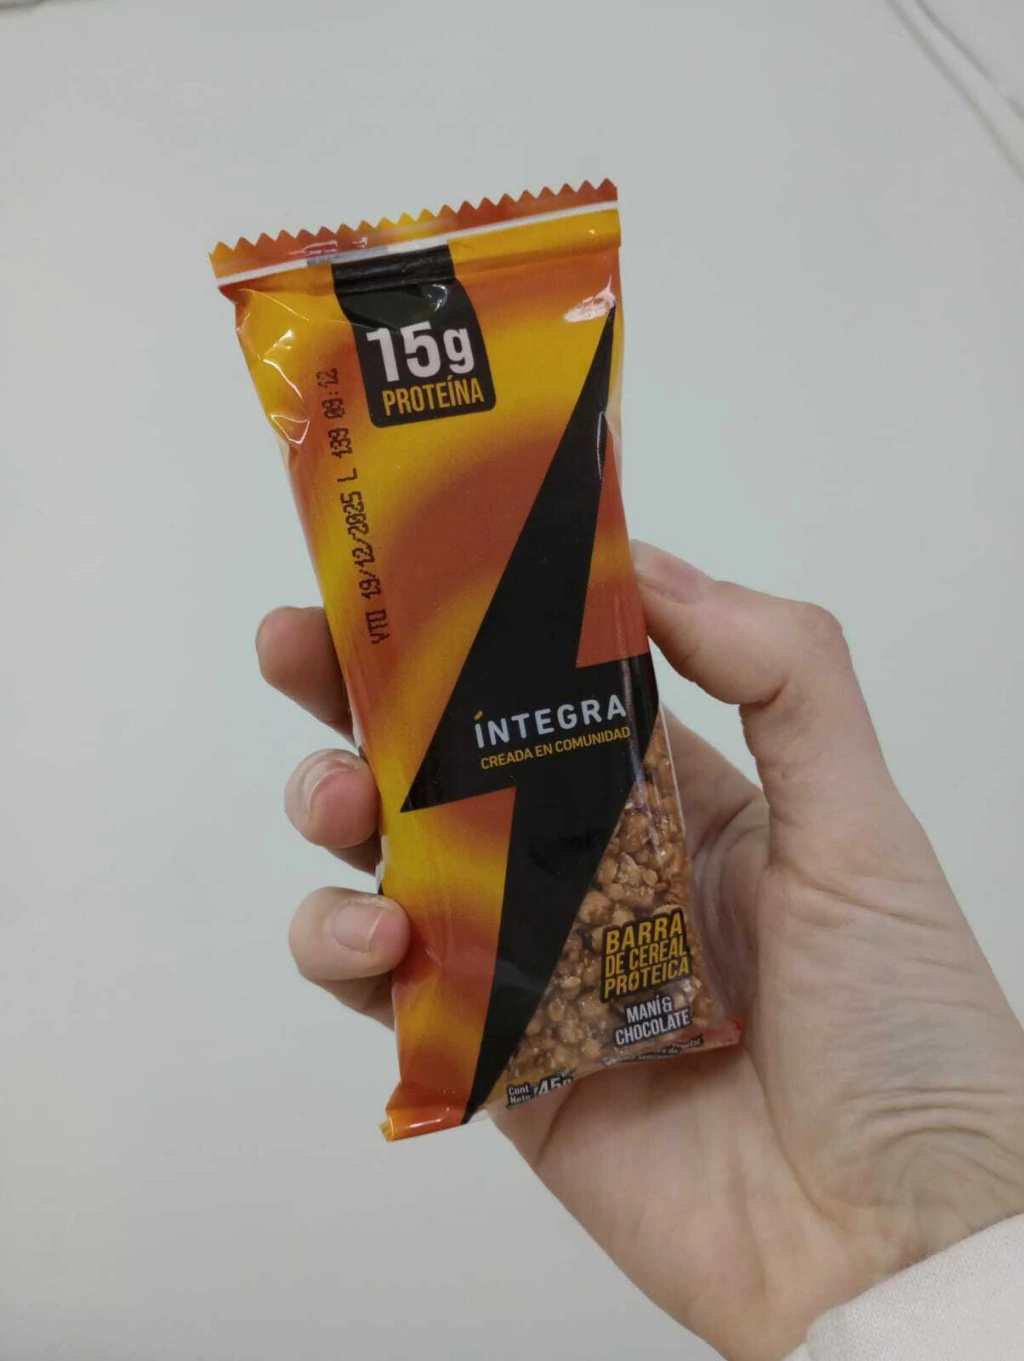 15g
PROTEÍNA
VTO 19/12/2025 L 139 09:12
ÍNTEGRA
CREADA EN COMUNIDAD
BARRA
DE CEREAL
PROTEICA
MANÍ &
CHOCOLATE
Cont.
Neto: 45g